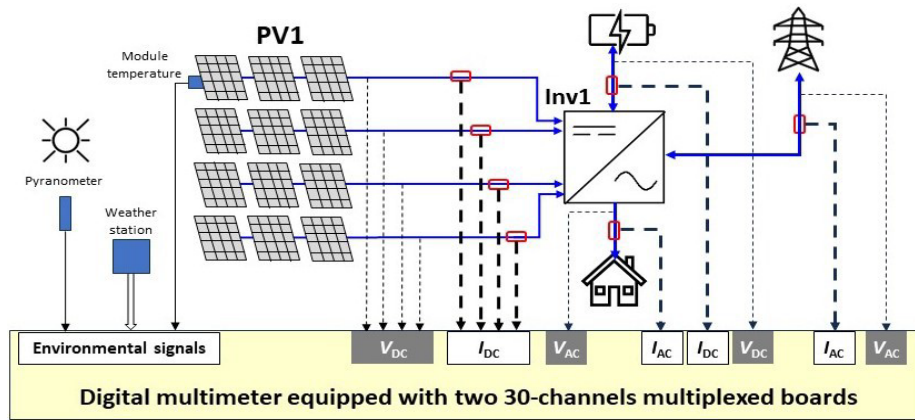 PV1
Module
temperature
Inv1
Pyranometer
Weather
station
Environmental signals
VDC
IDC
VAC
IAC
IDC
VDC
IAC
VAC
Digital multimeter equipped with two 30-channels multiplexed boards